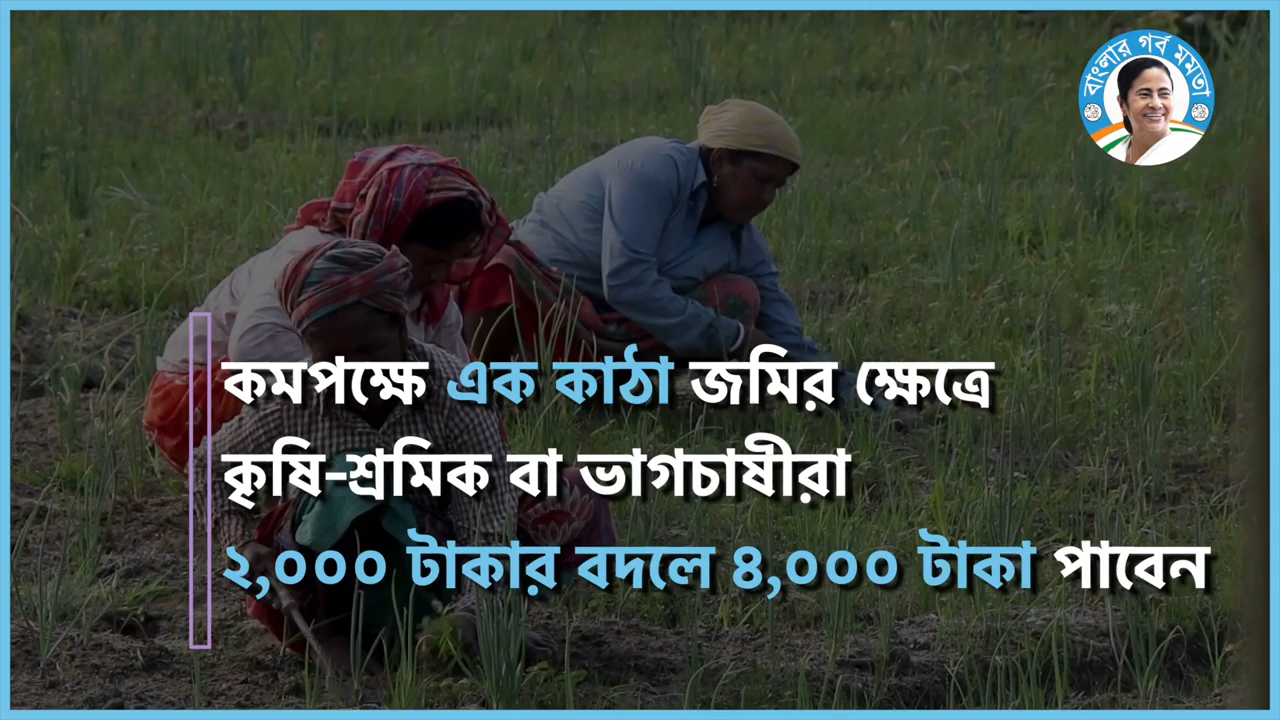 বাংলার গর্ব মমতা
কমপক্ষে এক কাঠা জমির ক্ষেত্রে
কৃষি-শ্রমিক বা ভাগচাষীরা
২,০০০ টাকার বদলে ৪,০০০ টাকা পাবেন